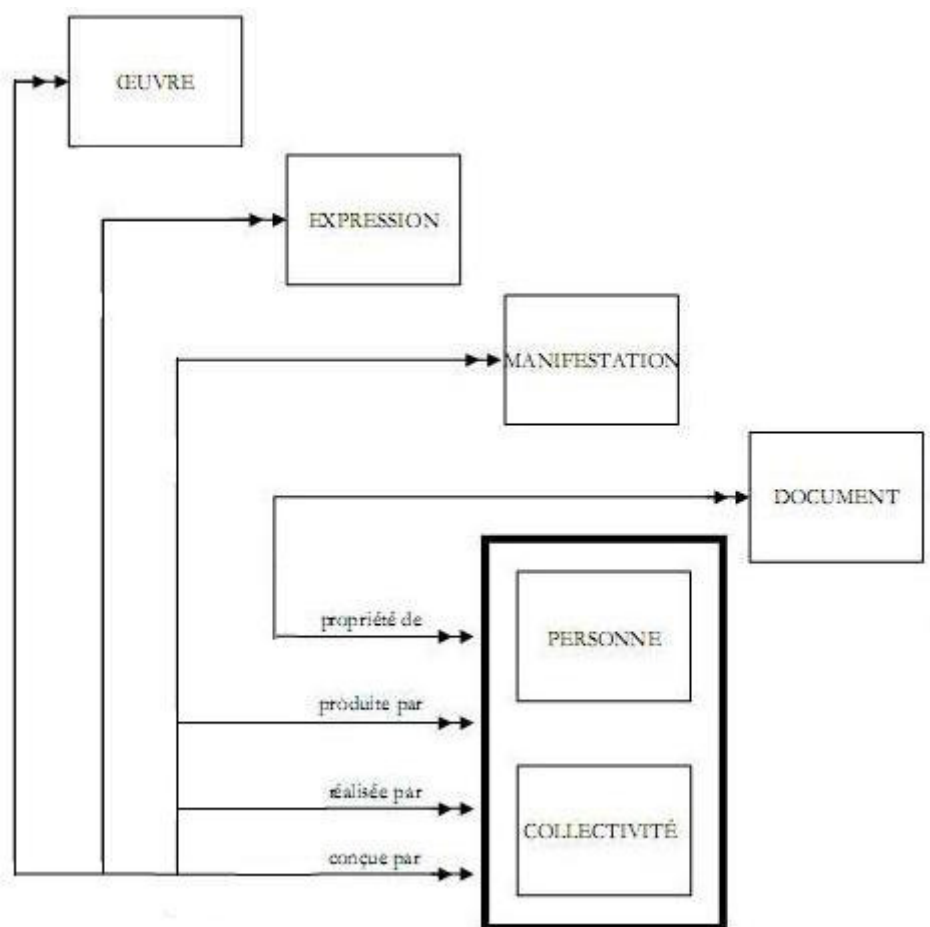 ŒUVRE
EXPRESSION
MANIFESTATION
DOCUMENT
propriété de
PERSONNE
produite par
réalisée par
COLLECTIVITÉ
conçue par